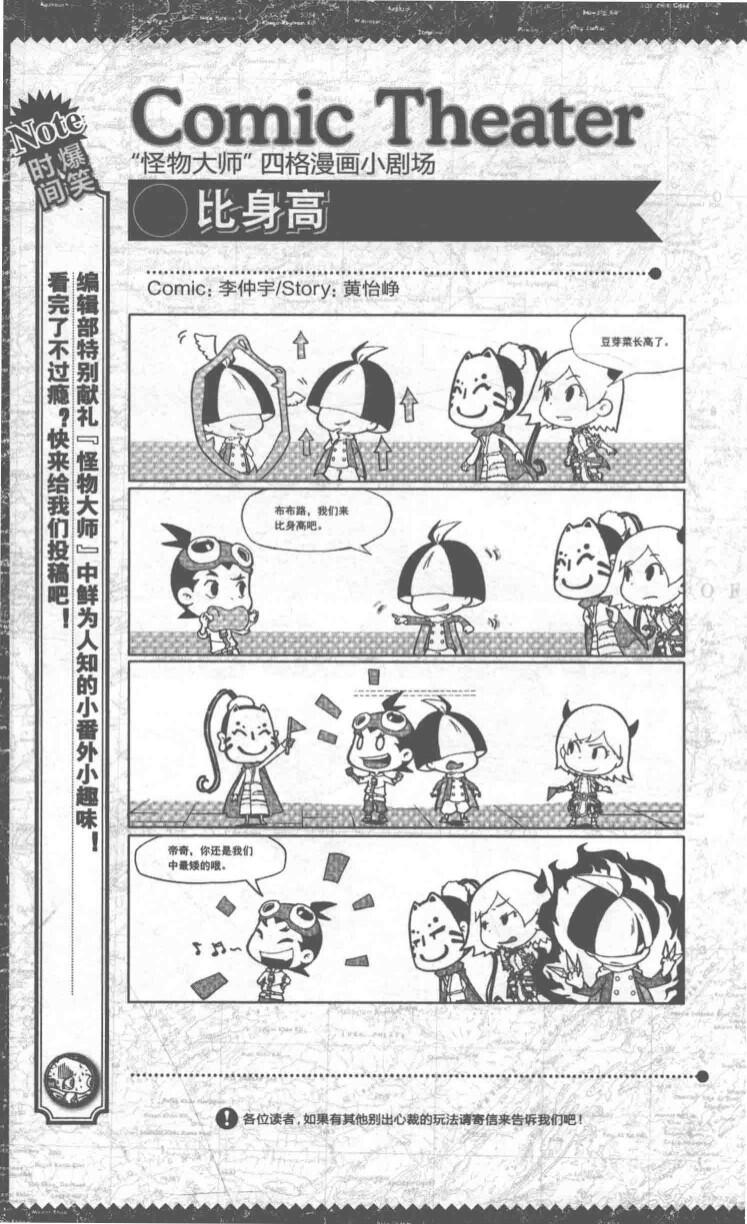 Comic Theater
“怪物大师”四格漫画小剧场
比身高
Comic: 李仲宇/Story: 黄怡峥
Note
爆笑
时间
编辑部特别献礼『怪物大师』中鲜为人知的小番外小趣味！
看完了不过瘾？快来给我们投稿吧！
豆芽菜长高了。
布布路，我们来
比身高吧。
帝奇，你还是我们
中最矮的哦。
! 各位读者，如果有其他别出心裁的玩法请寄信来告诉我们吧！